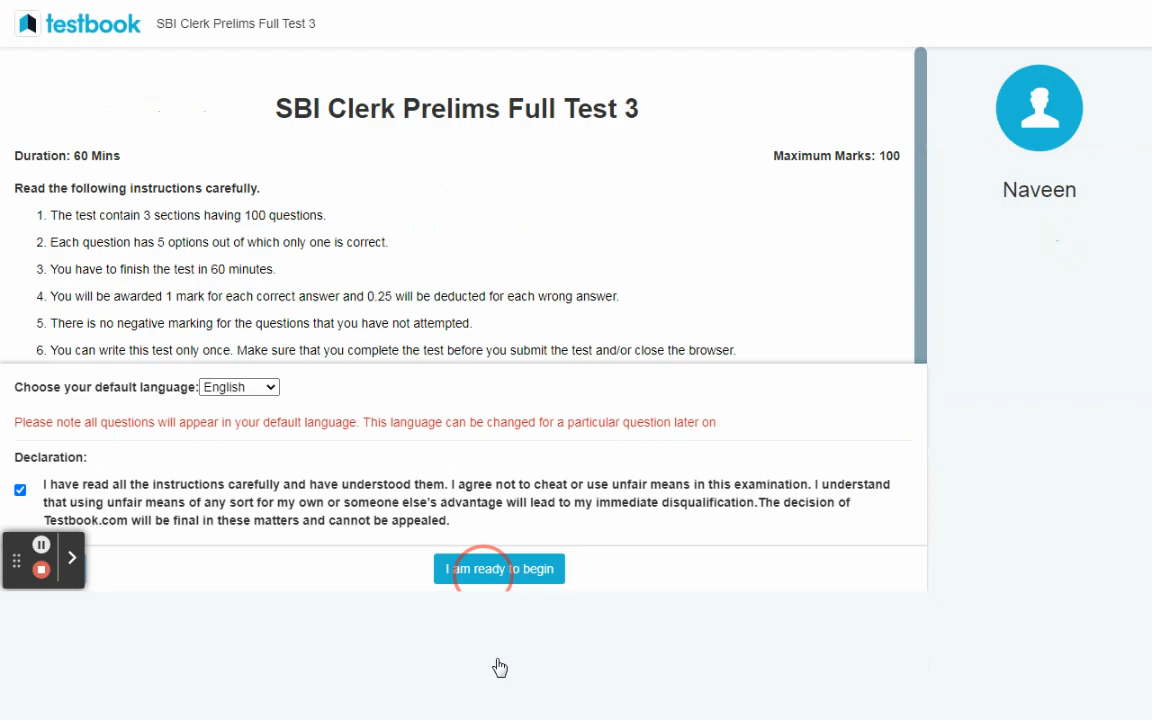 testbook SBI Clerk Prelims Full Test 3
SBI Clerk Prelims Full Test 3
Duration: 60 Mins Maximum Marks: 100
Read the following instructions carefully.
1. The test contain 3 sections having 100 questions.
2. Each question has 5 options out of which only one is correct.
3. You have to finish the test in 60 minutes.
4. You will be awarded 1 mark for each correct answer and 0.25 will be deducted for each wrong answer.
5. There is no negative marking for the questions that you have not attempted.
6. You can write this test only once. Make sure that you complete the test before you submit the test and/or close the browser.
Choose your default language: English
Please note all questions will appear in your default language. This language can be changed for a particular question later on
Declaration:
I have read all the instructions carefully and have understood them. I agree not to cheat or use unfair means in this examination. I understand
that using unfair means of any sort for my own or someone else's advantage will lead to my immediate disqualification.The decision of
Testbook.com will be final in these matters and cannot be appealed.
I am ready to begin
Naveen